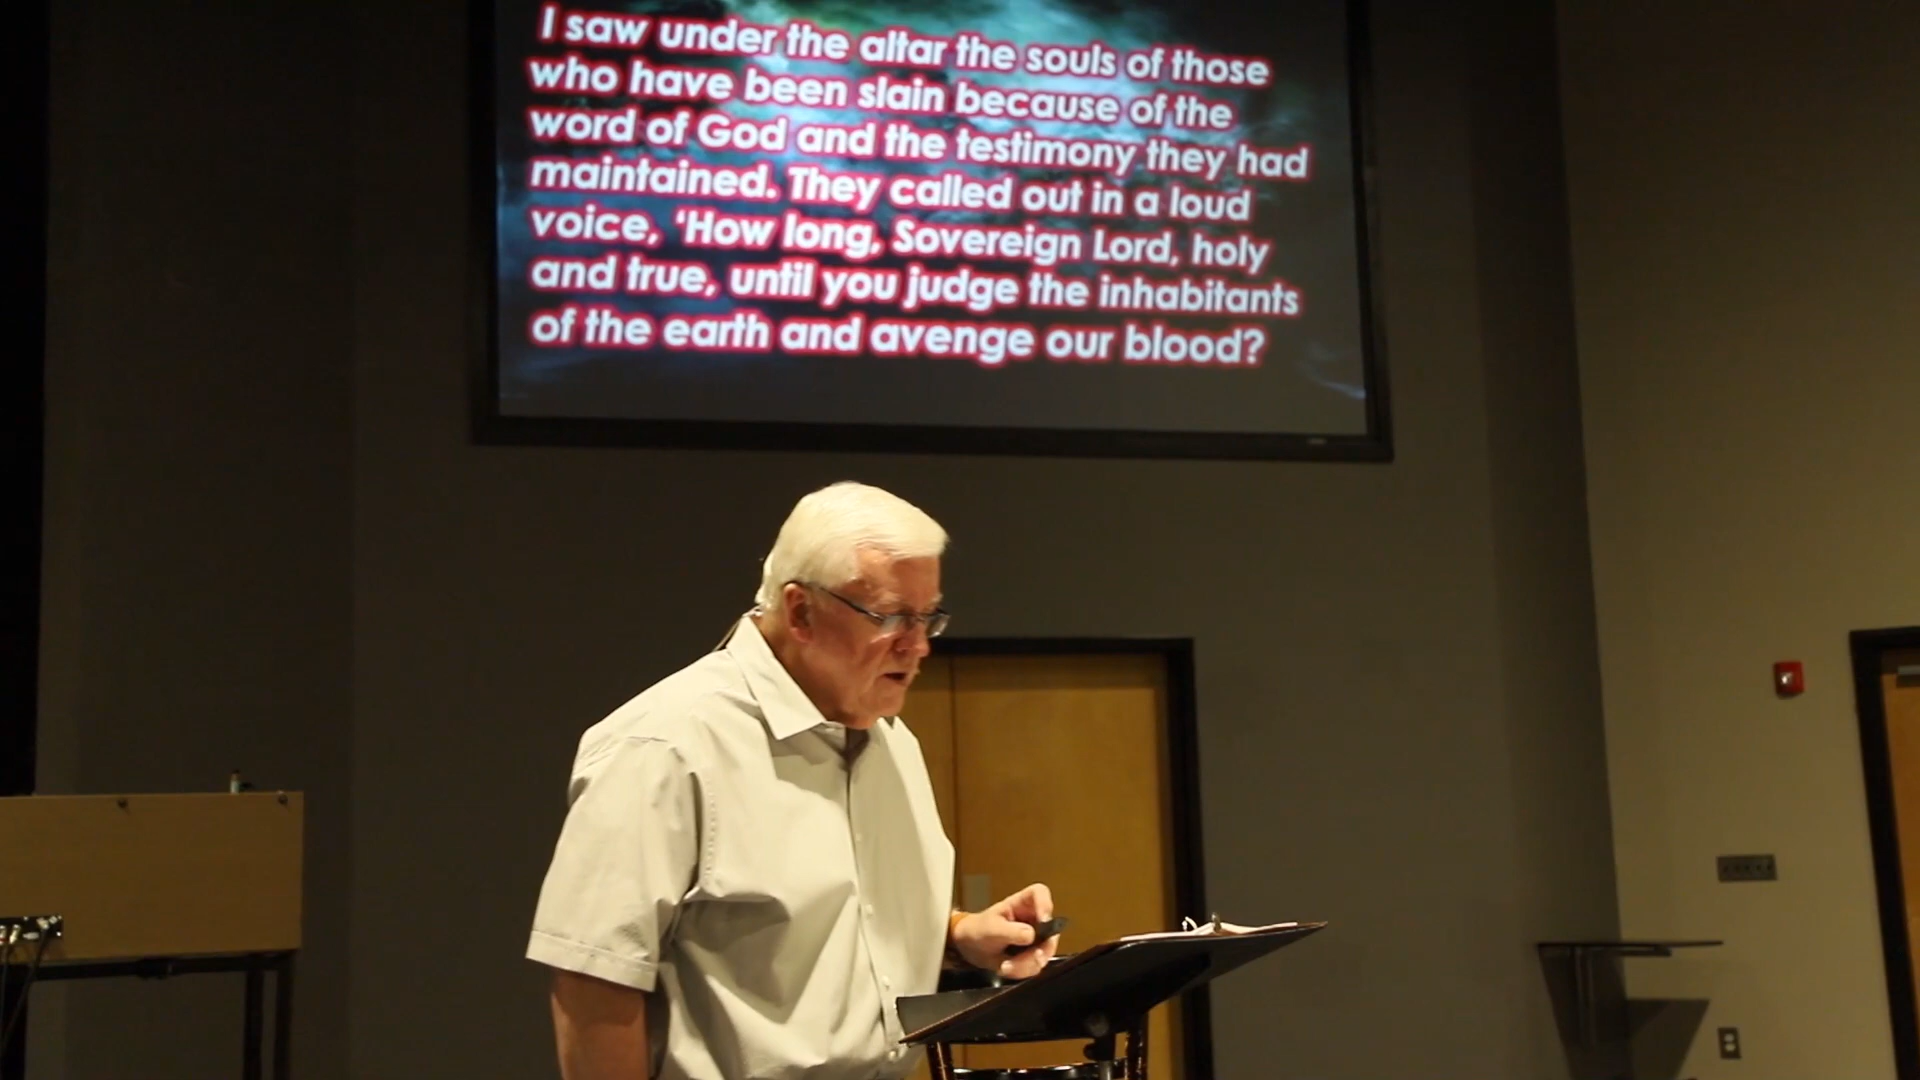 I saw under the altar the souls of those
who have been slain because of the
word of God and the testimony they had
maintained. They called out in a loud
voice, ‘How long, Sovereign Lord, holy
and true, until you judge the inhabitants
of the earth and avenge our blood?